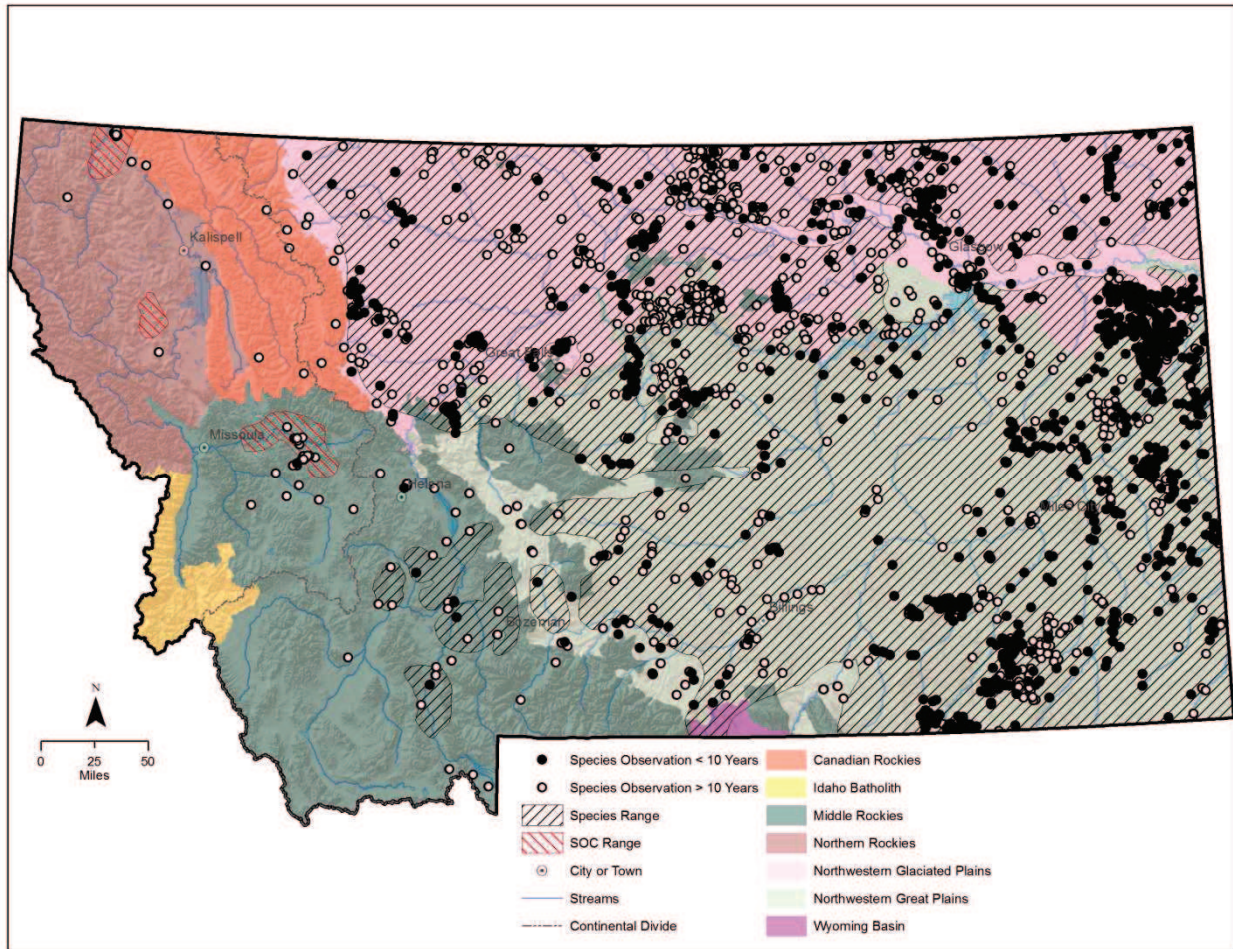 Kalispell
Glasgow
Great Falls
Missoula
Helena
Miles City
Billings
Bozeman
N
0 25 50
Miles
Species Observation < 10 Years
Species Observation > 10 Years
Species Range
SOC Range
City or Town
Streams
Continental Divide
Canadian Rockies
Idaho Batholith
Middle Rockies
Northern Rockies
Northwestern Glaciated Plains
Northwestern Great Plains
Wyoming Basin